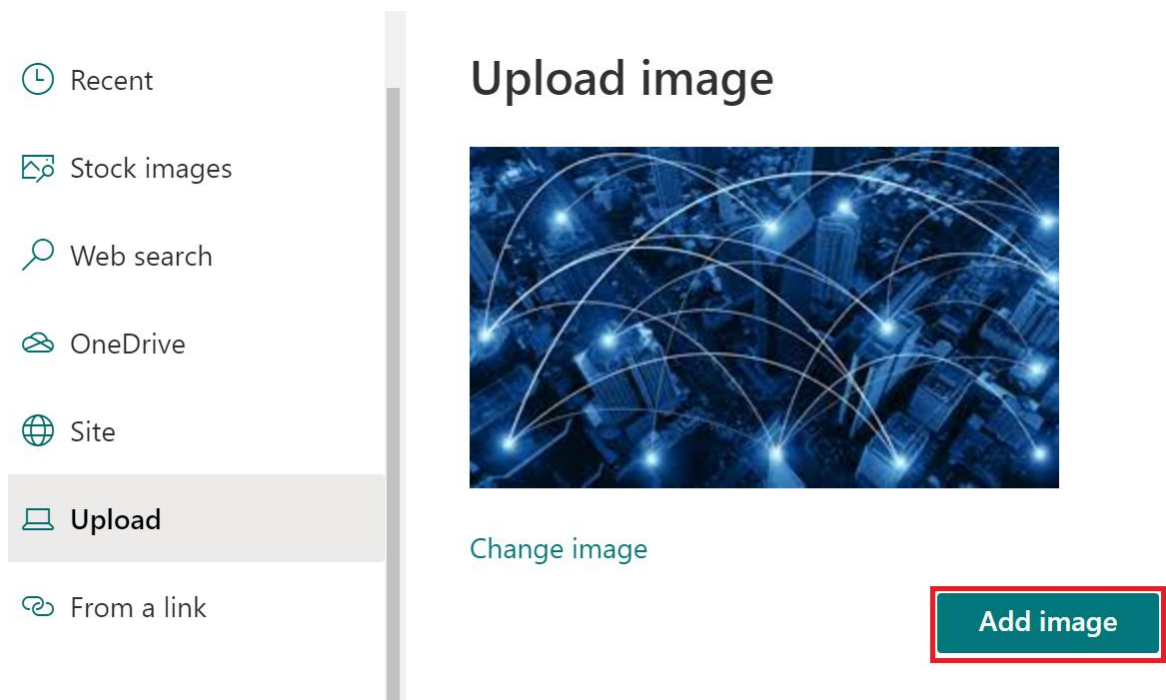 Recent
Stock images
Web search
OneDrive
Site
Upload
From a link
Upload image
Change image
Add image